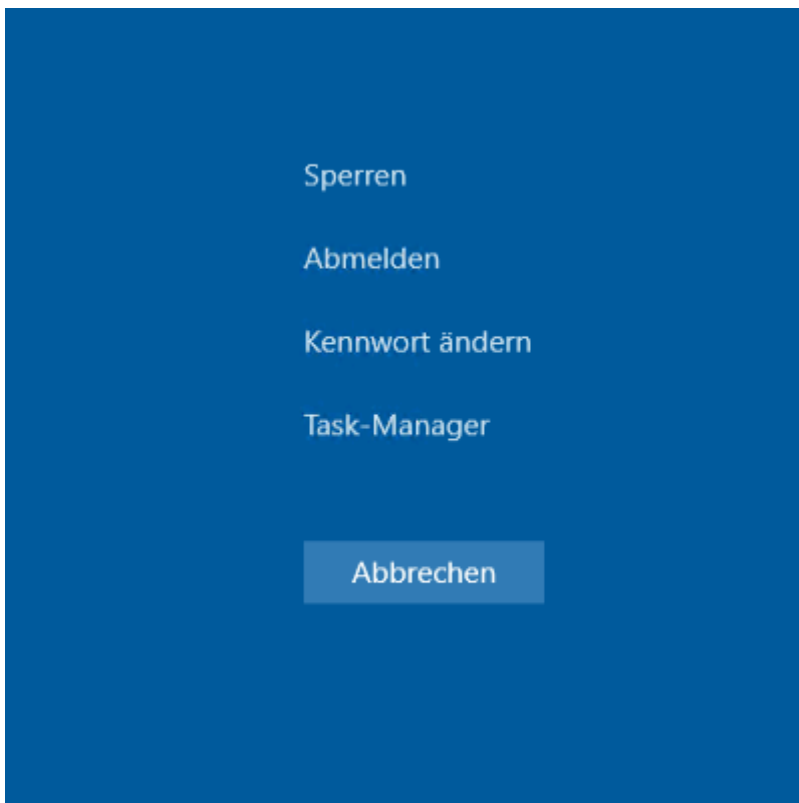 Sperren
Abmelden
Kennwort ändern
Task-Manager
Abbrechen